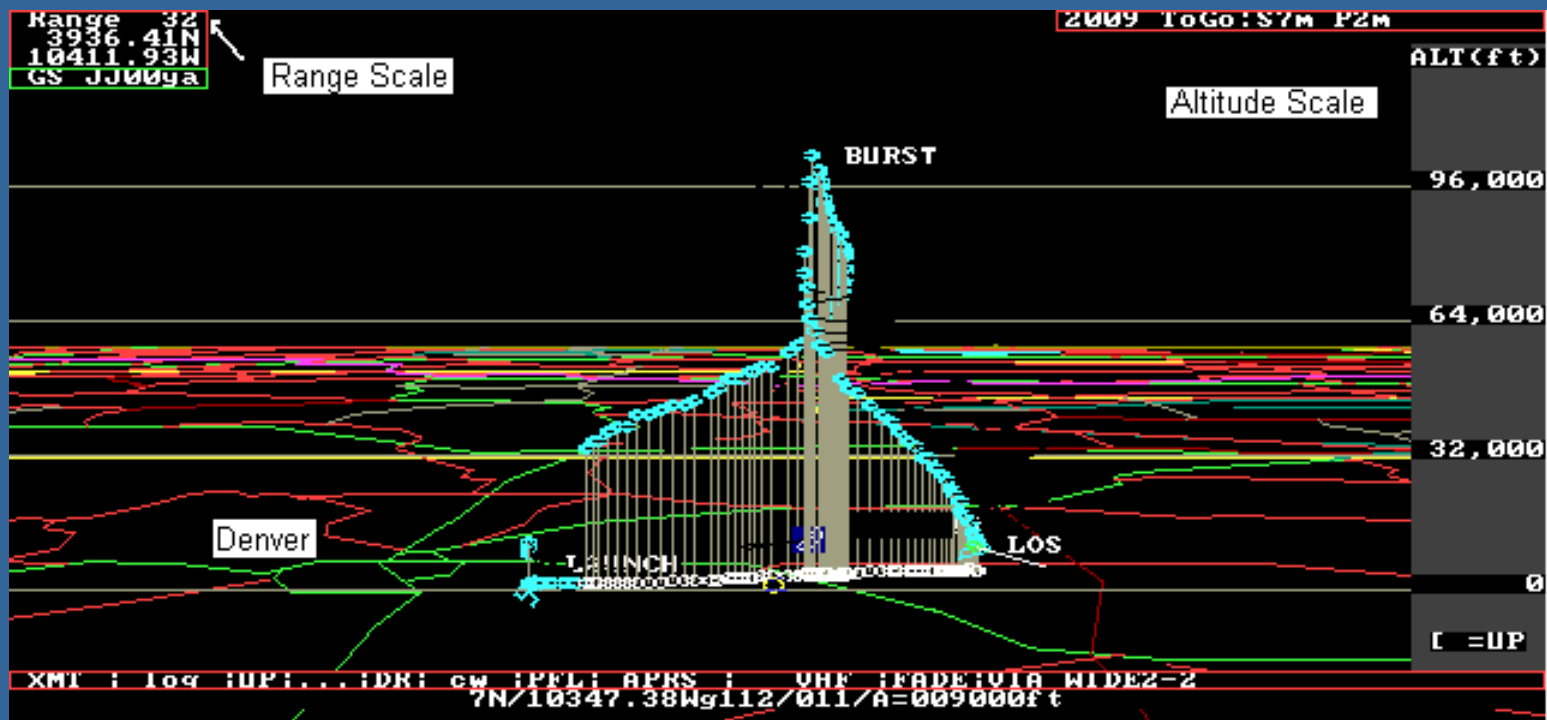 Range 32
3936.41N
10411.93W
GS JJ00ya
Range Scale
2009 ToGo:S7m P2m
ALT(ft)
Altitude Scale
BURST
96,000
64,000
32,000
Denver
LAUNCH
LOS
0
[ =UP
XMT ; log ;UP;...;DR; cw ;PFL; APRS ; VHF ;FADE;VIA WIDE2-2
7N/10347.38Wg112/011/A=009000ft